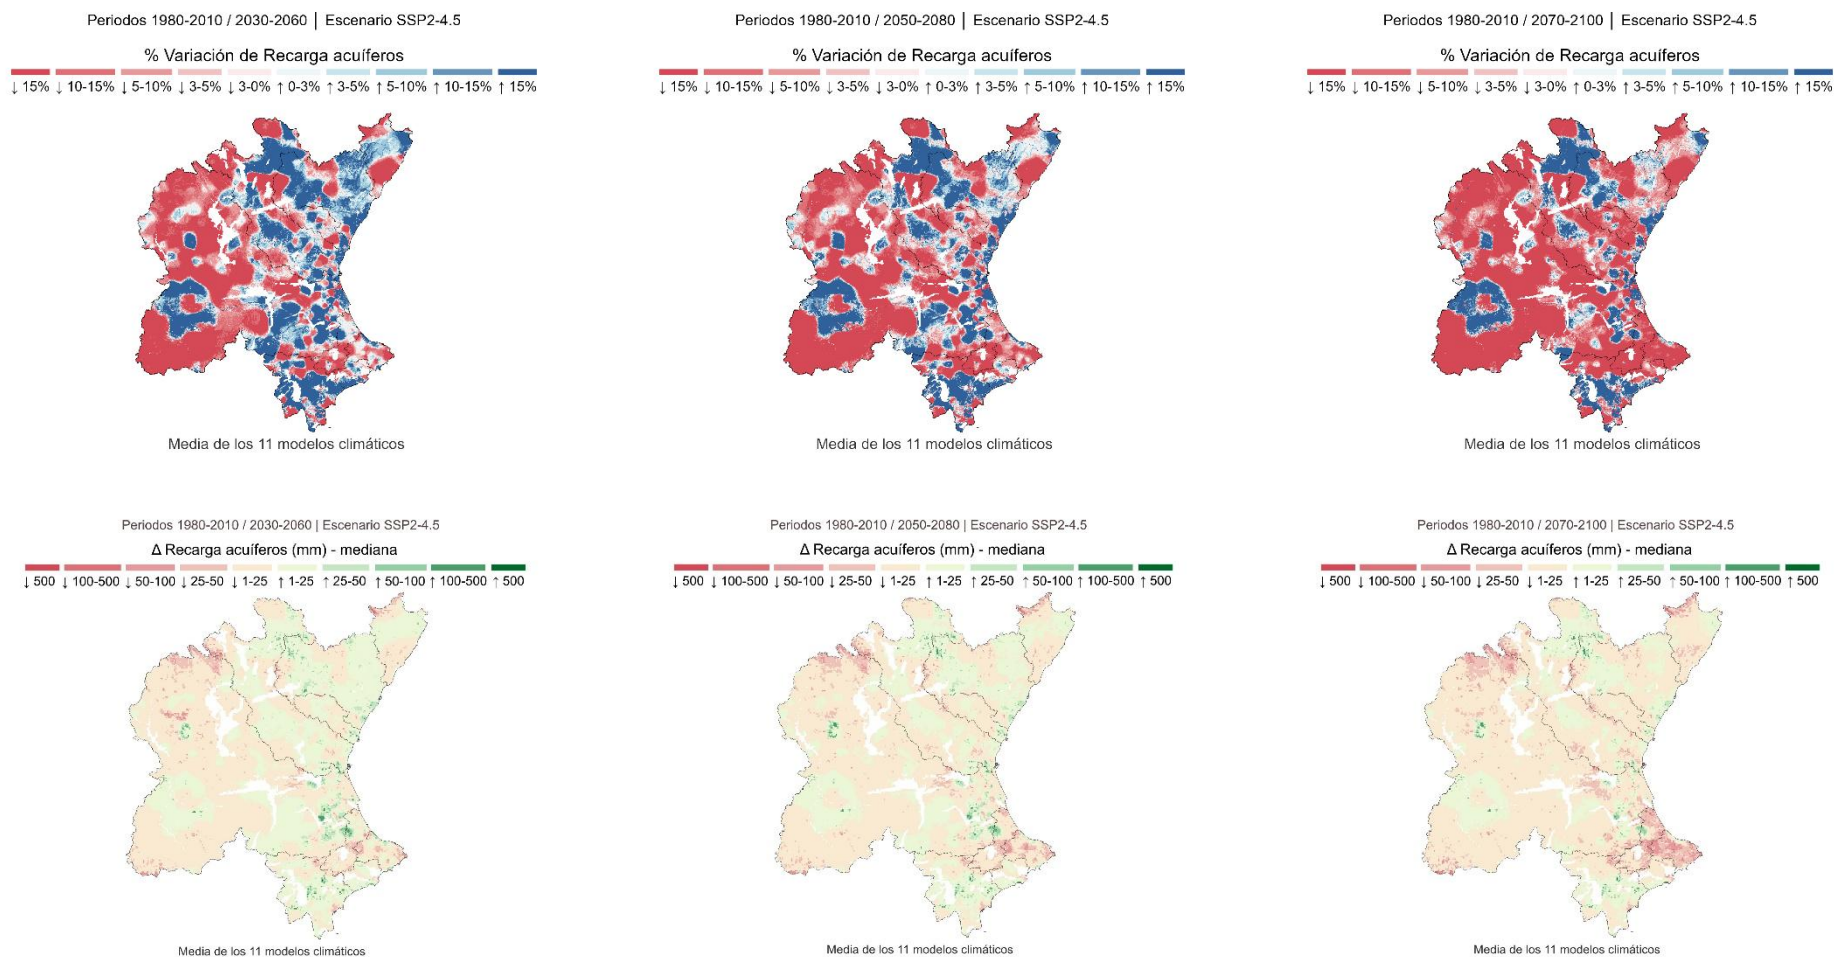 Periodos 1980-2010 / 2030-2060 | Escenario SSP2-4.5
% Variación de Recarga acuíferos
↓ 15% ↓ 10-15% ↓ 5-10% ↓ 3-5% ↓ 3-0% ↑ 0-3% ↑ 3-5% ↑ 5-10% ↑ 10-15% ↑ 15%
Media de los 11 modelos climáticos
Periodos 1980-2010 / 2050-2080 | Escenario SSP2-4.5
% Variación de Recarga acuíferos
↓ 15% ↓ 10-15% ↓ 5-10% ↓ 3-5% ↓ 3-0% ↑ 0-3% ↑ 3-5% ↑ 5-10% ↑ 10-15% ↑ 15%
Media de los 11 modelos climáticos
Periodos 1980-2010 / 2070-2100 | Escenario SSP2-4.5
% Variación de Recarga acuíferos
↓ 15% ↓ 10-15% ↓ 5-10% ↓ 3-5% ↓ 3-0% ↑ 0-3% ↑ 3-5% ↑ 5-10% ↑ 10-15% ↑ 15%
Media de los 11 modelos climáticos
Periodos 1980-2010 / 2030-2060 | Escenario SSP2-4.5
Δ Recarga acuíferos (mm) - mediana
↓ 500 ↓ 100-500 ↓ 50-100 ↓ 25-50 ↓ 1-25 ↑ 1-25 ↑ 25-50 ↑ 50-100 ↑ 100-500 ↑ 500
Media de los 11 modelos climáticos
Periodos 1980-2010 / 2050-2080 | Escenario SSP2-4.5
Δ Recarga acuíferos (mm) - mediana
↓ 500 ↓ 100-500 ↓ 50-100 ↓ 25-50 ↓ 1-25 ↑ 1-25 ↑ 25-50 ↑ 50-100 ↑ 100-500 ↑ 500
Media de los 11 modelos climáticos
Periodos 1980-2010 / 2070-2100 | Escenario SSP2-4.5
Δ Recarga acuíferos (mm) - mediana
↓ 500 ↓ 100-500 ↓ 50-100 ↓ 25-50 ↓ 1-25 ↑ 1-25 ↑ 25-50 ↑ 50-100 ↑ 100-500 ↑ 500
Media de los 11 modelos climáticos